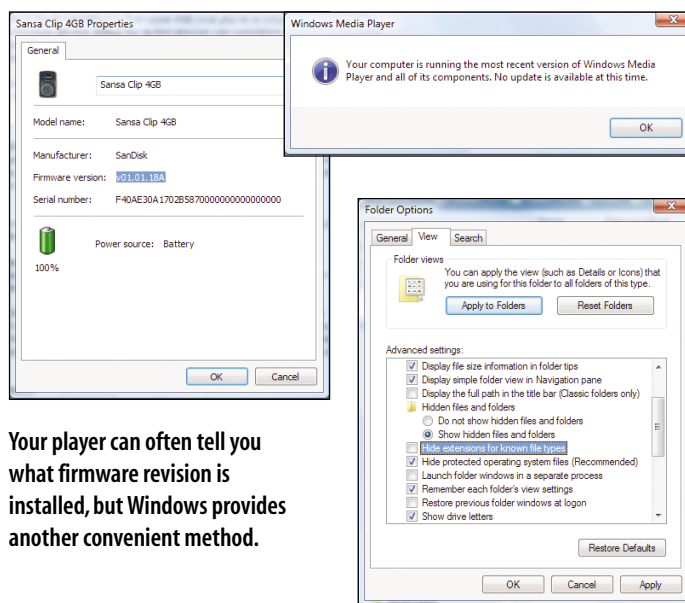 Sansa Clip 4GB Properties
General
Sansa Clip 4GB
Model name: Sansa Clip 4GB
Manufacturer: SanDisk
Firmware version: v01.01.18A
Serial number: F40AE30A1702B5870000000000000000
Power source: Battery
100%
OK Cancel
Windows Media Player
Your computer is running the most recent version of Windows Media
Player and all of its components. No update is available at this time.
OK
Folder Options
General View Search
Folder views
You can apply the view (such as Details or Icons) that
you are using for this folder to all folders of this type.
Apply to Folders Reset Folders
Advanced settings:
Display file size information in folder tips
Display simple folder view in Navigation pane
Display the full path in the title bar (Classic folders only)
Hidden files and folders
Do not show hidden files and folders
Show hidden files and folders
Hide extensions for known file types
Hide protected operating system files (Recommended)
Launch folder windows in a separate process
Remember each folder's view settings
Restore previous folder windows at logon
Show drive letters
Restore Defaults
OK Cancel Apply
Your player can often tell you
what firmware revision is
installed, but Windows provides
another convenient method.